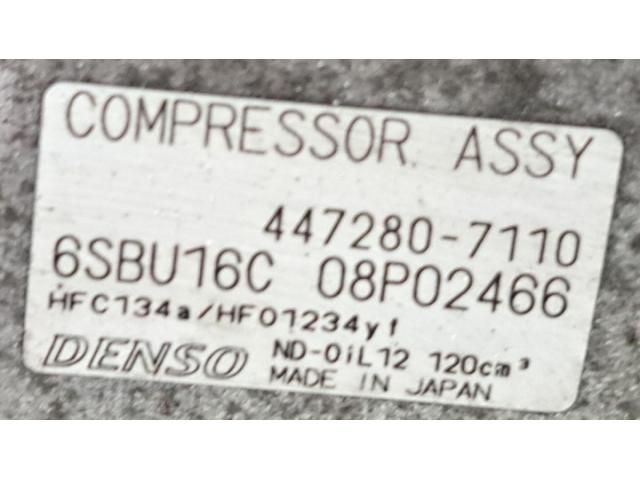 COMPRESSOR ASSY
447280-7110
6SBU16C 08P02466
HFC134a/HFO1234yf
DENSO ND-OiL12 120cm³
MADE IN JAPAN